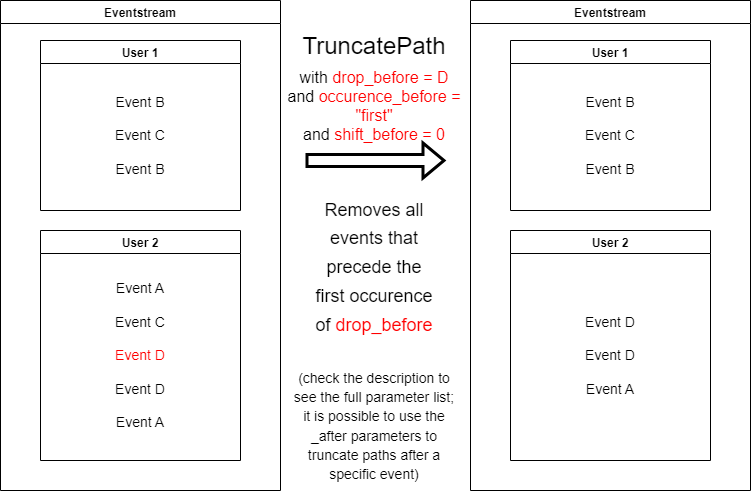 Eventstream
User 1
Event B
Event C
Event B
User 2
Event A
Event C
Event D
Event D
Event A
TruncatePath
with drop_before = D
and occurence_before =
"first"
and shift_before = 0
Removes all
events that
precede the
first occurence
of drop_before
(check the description to
see the full parameter list;
it is possible to use the
_after parameters to
truncate paths after a
specific event)
Eventstream
User 1
Event B
Event C
Event B
User 2
Event D
Event D
Event A